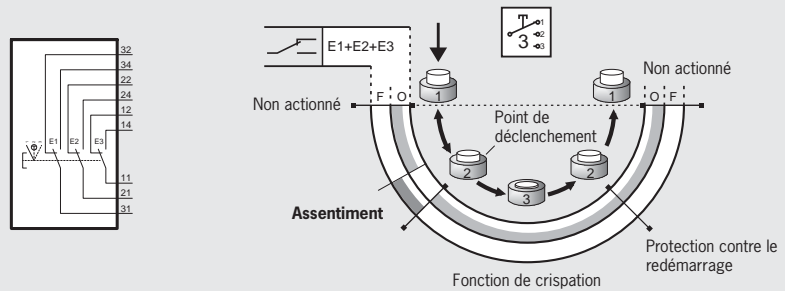 32
34
22
24
12
14
E1
E2
E3
11
21
31
E1+E2+E3
3
1
2
3
Non actionné
F
O
1
1
Non actionné
O
F
Point de
déclenchement
2
2
3
Assentiment
Protection contre le
redémarrage
Fonction de crispation